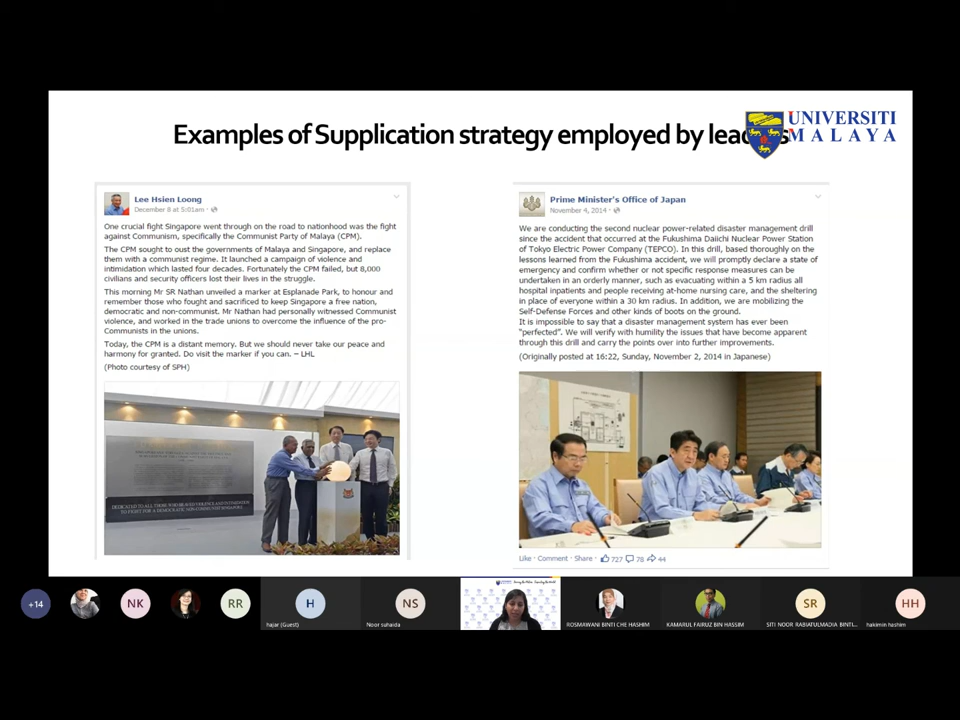 Examples of Supplication strategy employed by lea
UNIVERSITI
MALAYA
Lee Hsien Loong
December 8 at 5:01am ·
One crucial fight Singapore went through on the road to nationhood was the fight
against Communism, specifically the Communist Party of Malaya (CPM).
The CPM sought to oust the governments of Malaya and Singapore, and replace
them with a communist regime. It launched a campaign of violence and
intimidation which lasted four decades. Fortunately the CPM failed, but 8,000
civilians and security officers lost their lives in the struggle.
This morning Mr SR Nathan unveiled a marker at Esplanade Park, to honour and
remember those who fought and sacrificed to keep Singapore a free nation,
democratic and non-communist. Mr Nathan had personally witnessed Communist
violence, and worked in the trade unions to overcome the influence of the pro-
Communists in the unions.
Today, the CPM is a distant memory. But we should never take our peace and
harmony for granted. Do visit the marker if you can. – LHL
(Photo courtesy of SPH)
DEDICATED TO ALL THOSE WHO
TO FIGHT FOR A DEMOCRATIC NON-COMMUNIST SINGAPORE
Prime Minister's Office of Japan
November 4, 2014 ·
We are conducting the second nuclear power-related disaster management drill
since the accident that occurred at the Fukushima Daiichi Nuclear Power Station
of Tokyo Electric Power Company (TEPCO). In this drill, based thoroughly on the
lessons learned from the Fukushima accident, we will promptly declare a state of
emergency and confirm whether or not specific response measures can be
undertaken in an orderly manner, such as evacuating within a 5 km radius all
hospital inpatients and people receiving at-home nursing care, and the sheltering
in place of everyone within a 30 km radius. In addition, we are mobilizing the
Self-Defense Forces and other kinds of boots on the ground.
It is impossible to say that a disaster management system has ever been
"perfected". We will verify with humility the issues that have become apparent
through this drill and carry the points over into further improvements.
(Originally posted at 16:22, Sunday, November 2, 2014 in Japanese)
Like · Comment · Share · 727 78 44
+14
NK
RR
H
NS
SR
HH
hajar (Guest)
Noor suhaida
ROSMAWANI BINTI CHE HASHIM
KAMARUL FAIRUZ BIN HASSIM
SITI NOOR RABIATULMADIA BINTI...
hakimin hashim